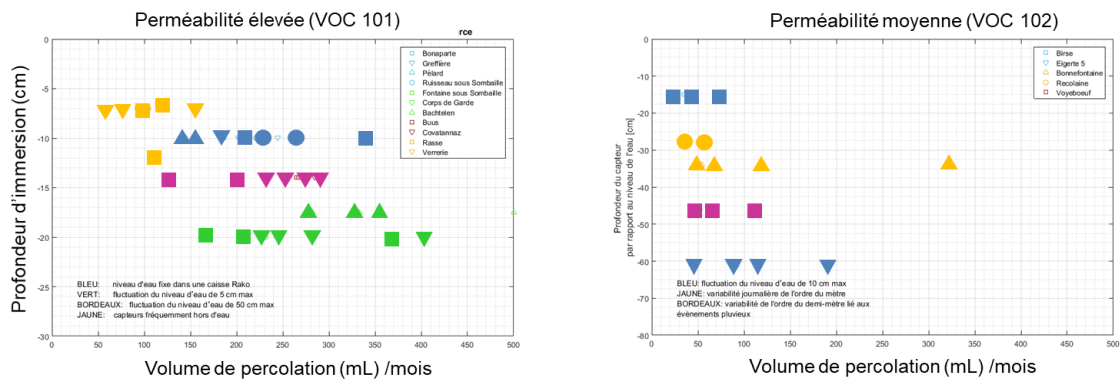 Perméabilité élevée (VOC 101)
rce
0
-5
-10
-15
-20
-25
-30
Profondeur d'immersion (cm)
Bonaparte
Greffière
Pèlard
Ruisseau sous Sombaille
Fontaine sous Sombaille
Corps de Garde
Bachtelen
Buus
Covatannaz
Rasse
Verrerie
BLEU: niveau d'eau fixe dans une caisse Rako
VERT: fluctuation du niveau d'eau de 5 cm max
BORDEAUX: fluctuation du niveau d'eau de 50 cm max
JAUNE: capteurs fréquemment hors d'eau
0 50 100 150 200 250 300 350 400 450 500
Volume de percolation (mL) /mois
Perméabilité moyenne (VOC 102)
0
-10
-20
-30
-40
-50
-60
-70
-80
Profondeur du capteur
par rapport au niveau de l'eau [cm]
Birse
Eigerte 5
Bonnefontaine
Recolaine
Voyeboeuf
BLEU: fluctuation du niveau d'eau de 10 cm max
JAUNE: variabilité journalière de l'ordre du mètre
BORDEAUX: variabilité de l'ordre du demi-mètre lié aux
évènements pluvieux
0 50 100 150 200 250 300 350 400 450 500
Volume de percolation (mL) /mois